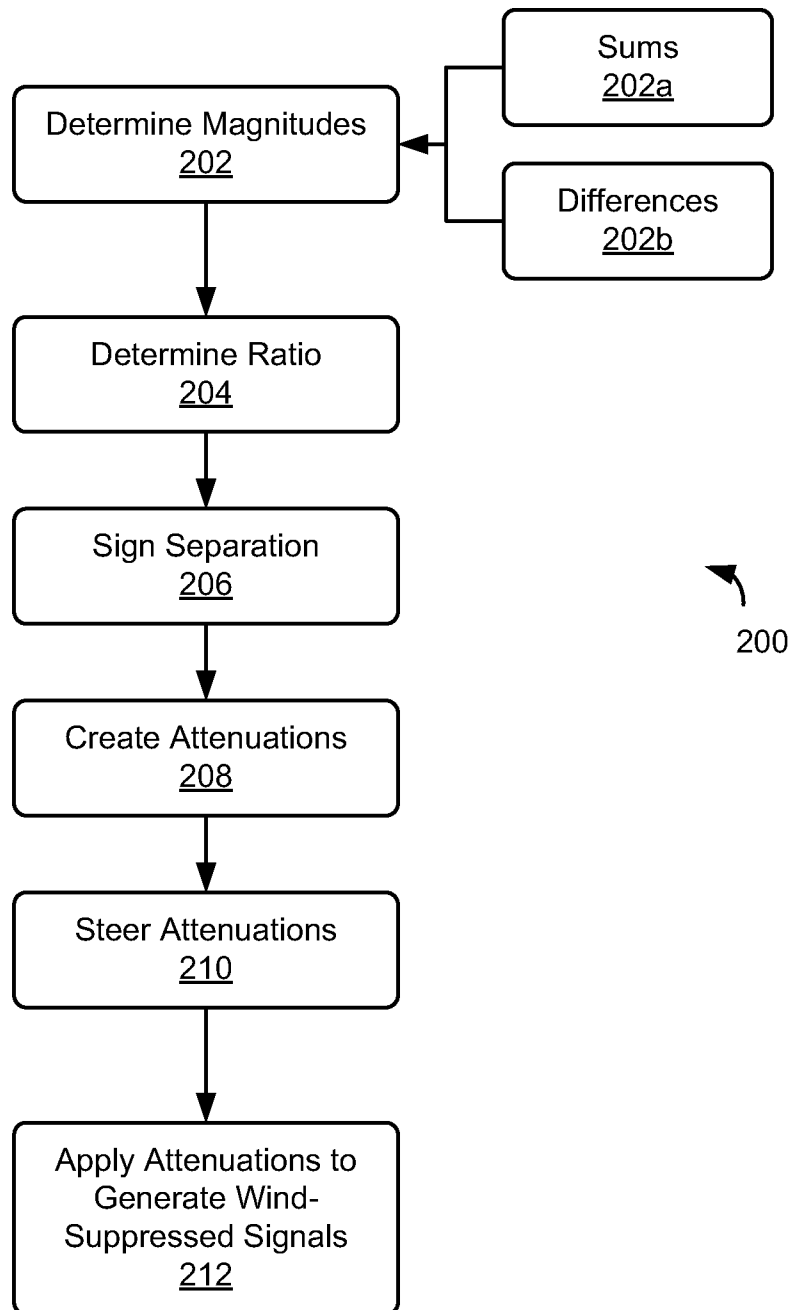 Sums
202a
Determine Magnitudes
202
Differences
202b
Determine Ratio
204
Sign Separation
206
200
Create Attenuations
208
Steer Attenuations
210
Apply Attenuations to
Generate Wind-
Suppressed Signals
212